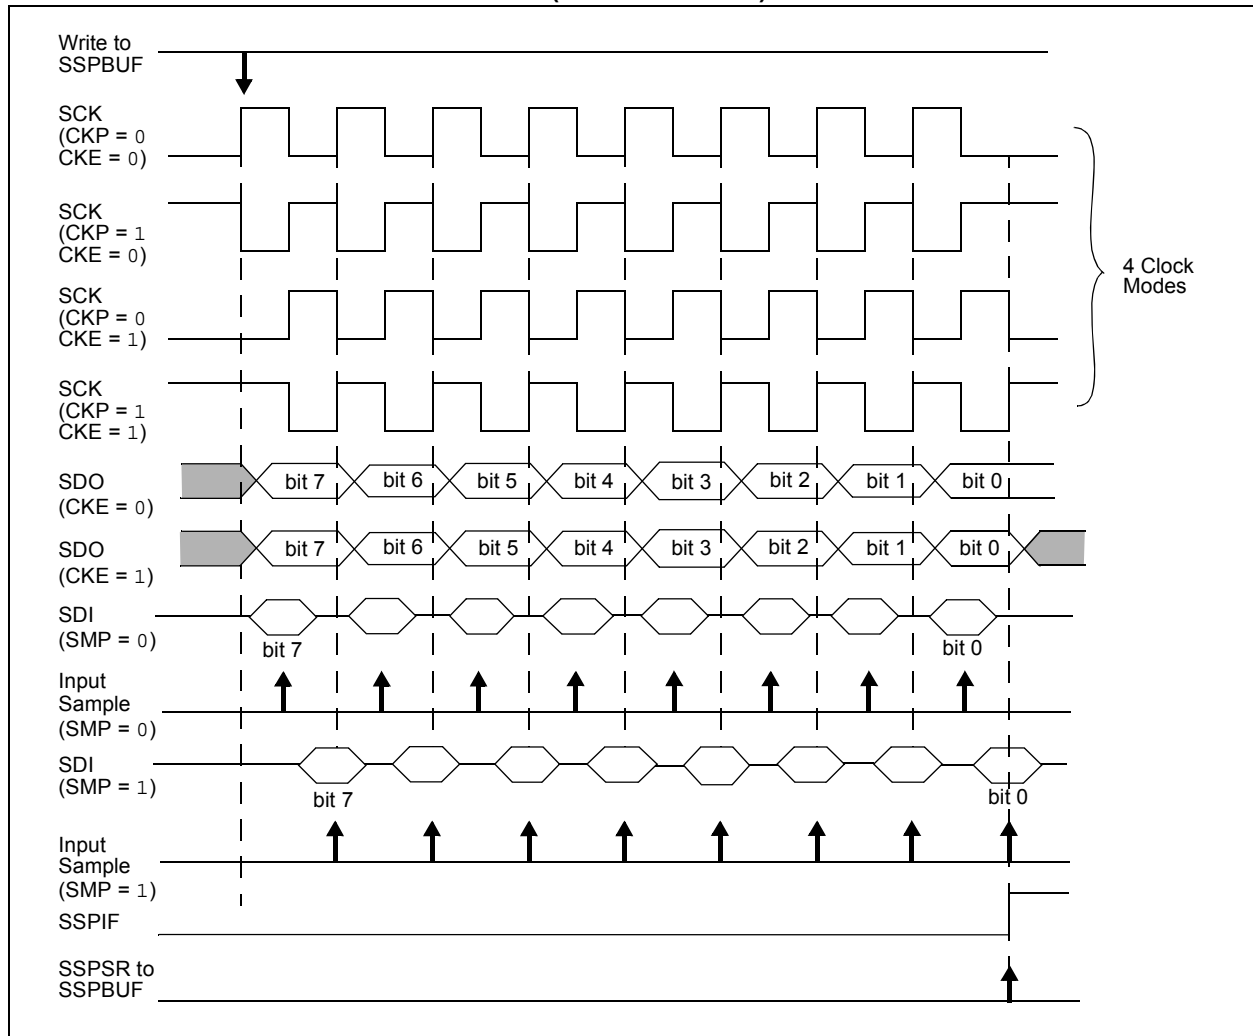 Write to
SSPBUF
SCK
(CKP = 0
CKE = 0)
SCK
(CKP = 1
CKE = 0)
SCK
(CKP = 0
CKE = 1)
SCK
(CKP = 1
CKE = 1)
4 Clock
Modes
SDO
(CKE = 0)
bit 7 bit 6 bit 5 bit 4 bit 3 bit 2 bit 1 bit 0
SDO
(CKE = 1)
bit 7 bit 6 bit 5 bit 4 bit 3 bit 2 bit 1 bit 0
SDI
(SMP = 0)
bit 7 bit 0
Input
Sample
(SMP = 0)
SDI
(SMP = 1)
bit 7 bit 0
Input
Sample
(SMP = 1)
SSPIF
SSPSR to
SSPBUF